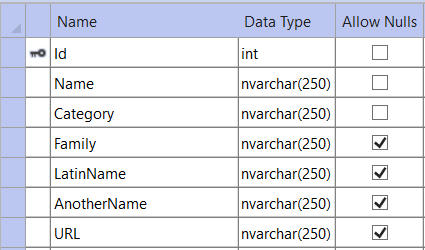 Name Data Type Allow Nulls
Id int
Name nvarchar(250)
Category nvarchar(250)
Family nvarchar(250)
LatinName nvarchar(250)
AnotherName nvarchar(250)
URL nvarchar(250)